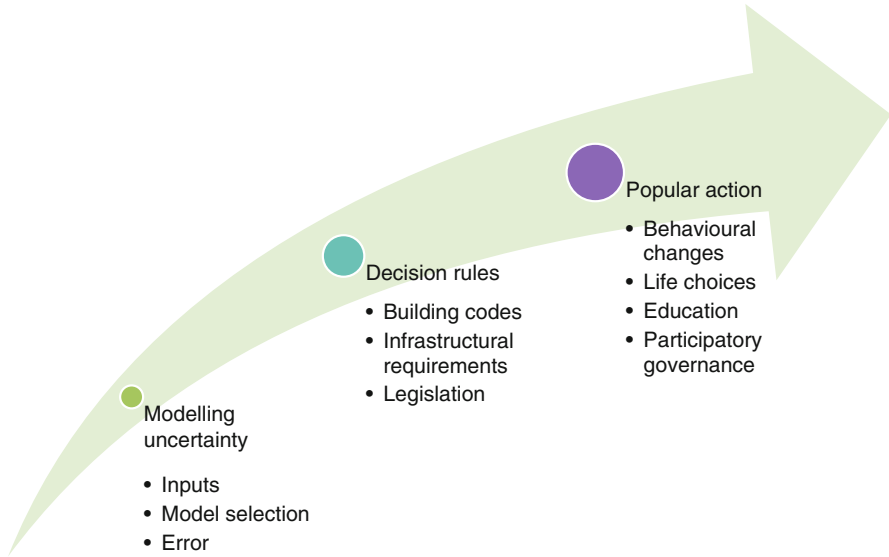 Popular action
• Behavioural
changes
• Life choices
• Education
• Participatory
governance
Decision rules
• Building codes
• Infrastructural
requirements
• Legislation
Modelling
uncertainty
• Inputs
• Model selection
• Error